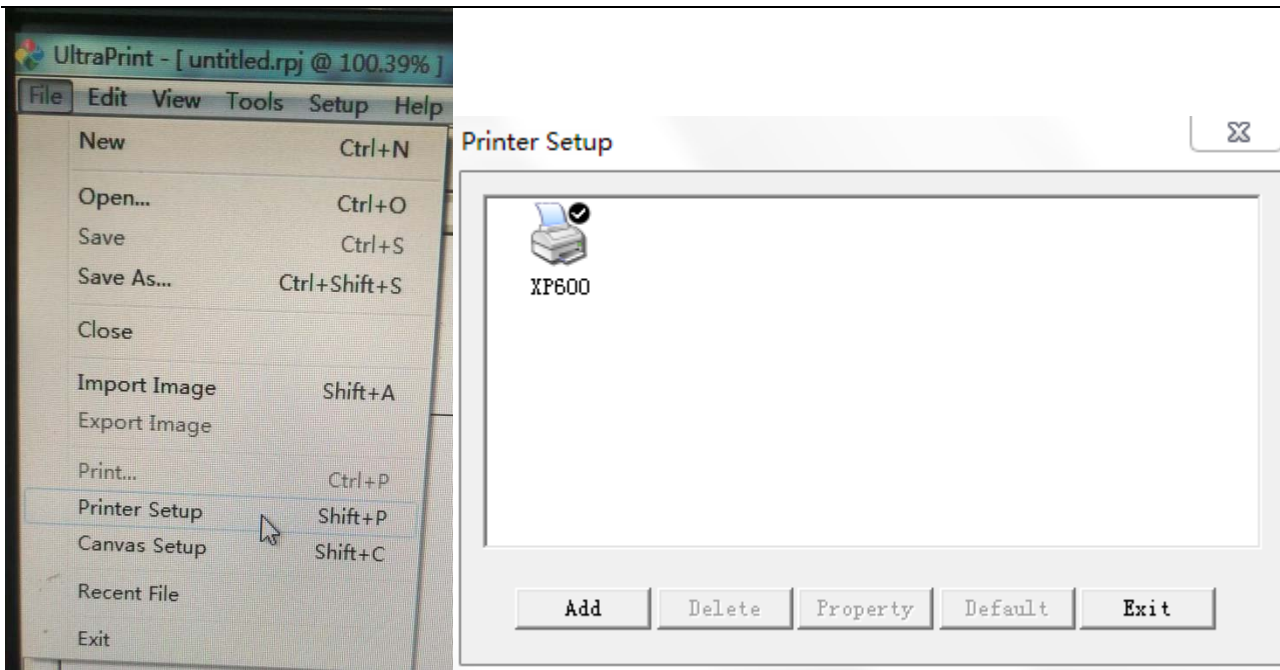 UltraPrint - [ untitled.rpj @ 100.39% ]
File Edit View Tools Setup Help
New Ctrl+N
Open... Ctrl+O
Save Ctrl+S
Save As... Ctrl+Shift+S
Close
Import Image Shift+A
Export Image
Print... Ctrl+P
Printer Setup Shift+P
Canvas Setup Shift+C
Recent File
Exit
Printer Setup
XP600
Add Delete Property Default Exit